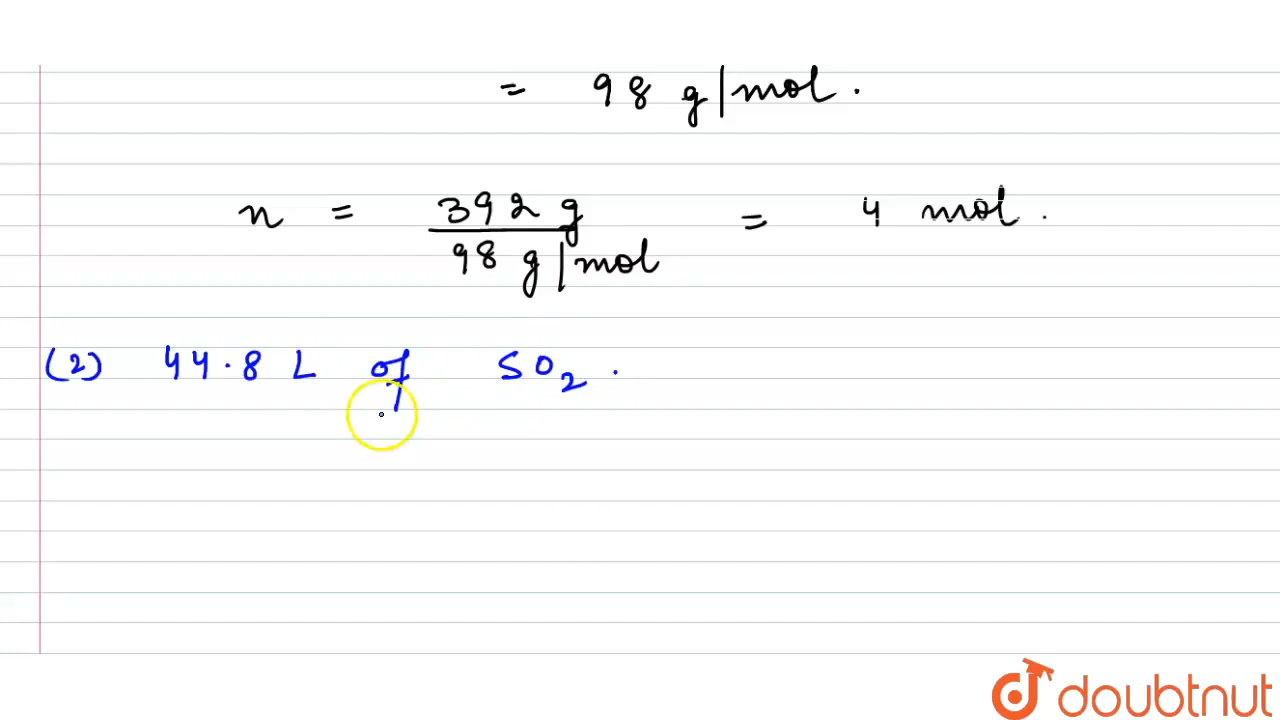 = 98 g/mol.
n = 392 g / 98 g/mol = 4 mol.
(2) 44.8 L of SO2.
doubtnut